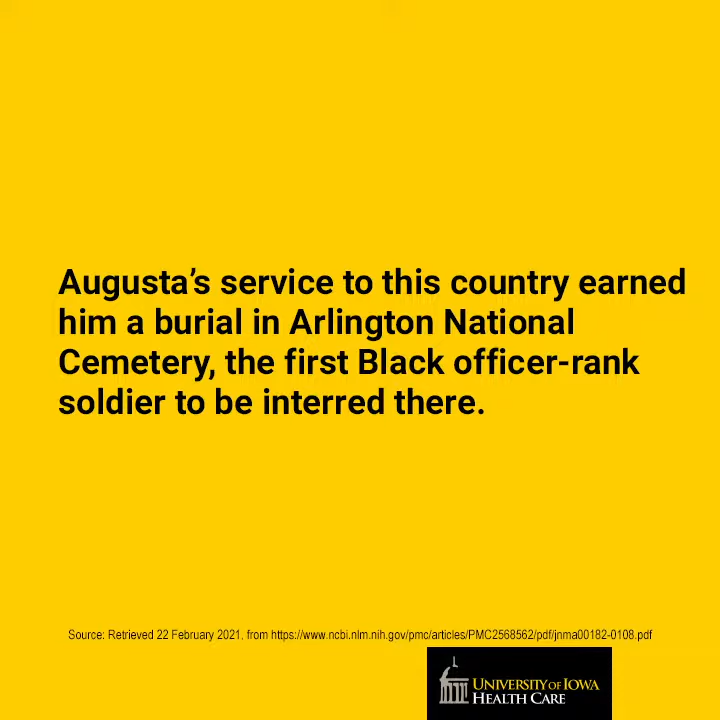 Augusta’s service to this country earned
him a burial in Arlington National
Cemetery, the first Black officer-rank
soldier to be interred there.
Source: Retrieved 22 February 2021, from https://www.ncbi.nlm.nih.gov/pmc/articles/PMC2568562/pdf/jnma00182-0108.pdf
UNIVERSITY OF IOWA
HEALTH CARE